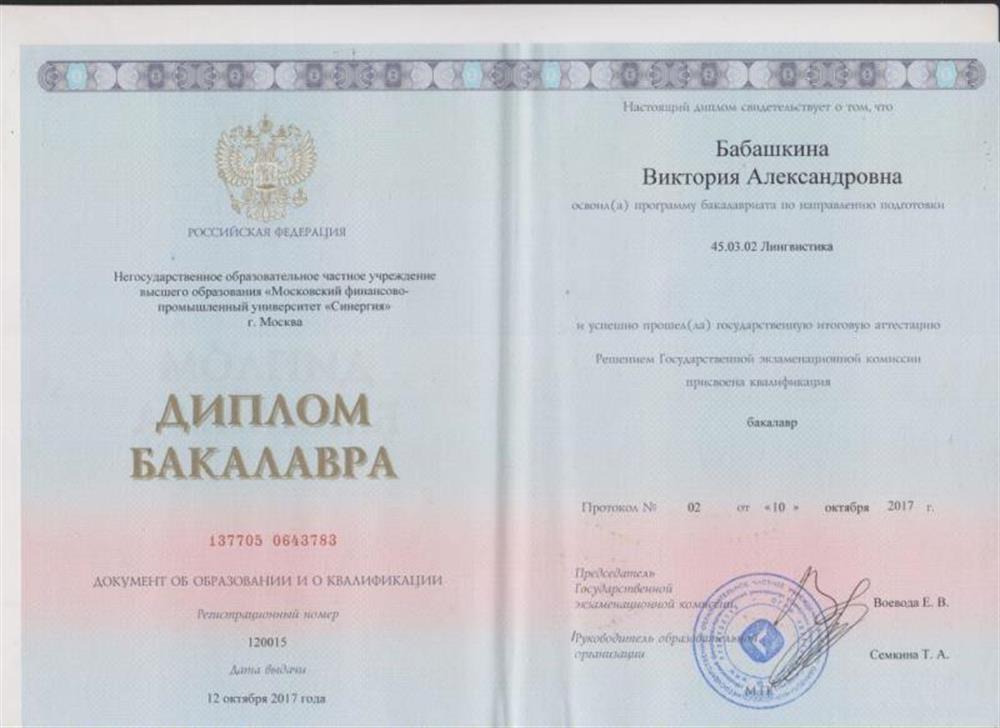 РОССИЙСКАЯ ФЕДЕРАЦИЯ
Негосударственное образовательное частное учреждение
высшего образования «Московский финансово-
промышленный университет «Синергия»
г. Москва
ДИПЛОМ
БАКАЛАВРА
137705 0643783
ДОКУМЕНТ ОБ ОБРАЗОВАНИИ И О КВАЛИФИКАЦИИ
Регистрационный номер
120015
Дата выдачи
12 октября 2017 года
Настоящий диплом свидетельствует о том, что
Бабашкина
Виктория Александровна
освоил(а) программу бакалавриата по направлению подготовки
45.03.02 Лингвистика
и успешно прошел(ла) государственную итоговую аттестацию
Решением Государственной экзаменационной комиссии
присвоена квалификация
бакалавр
Протокол № 02 от «10 » октября 2017 г.
Председатель
Государственной
экзаменационной комиссии
Воевода Е. В.
Руководитель образовательной
организации
Семкина Т. А.
М.П.